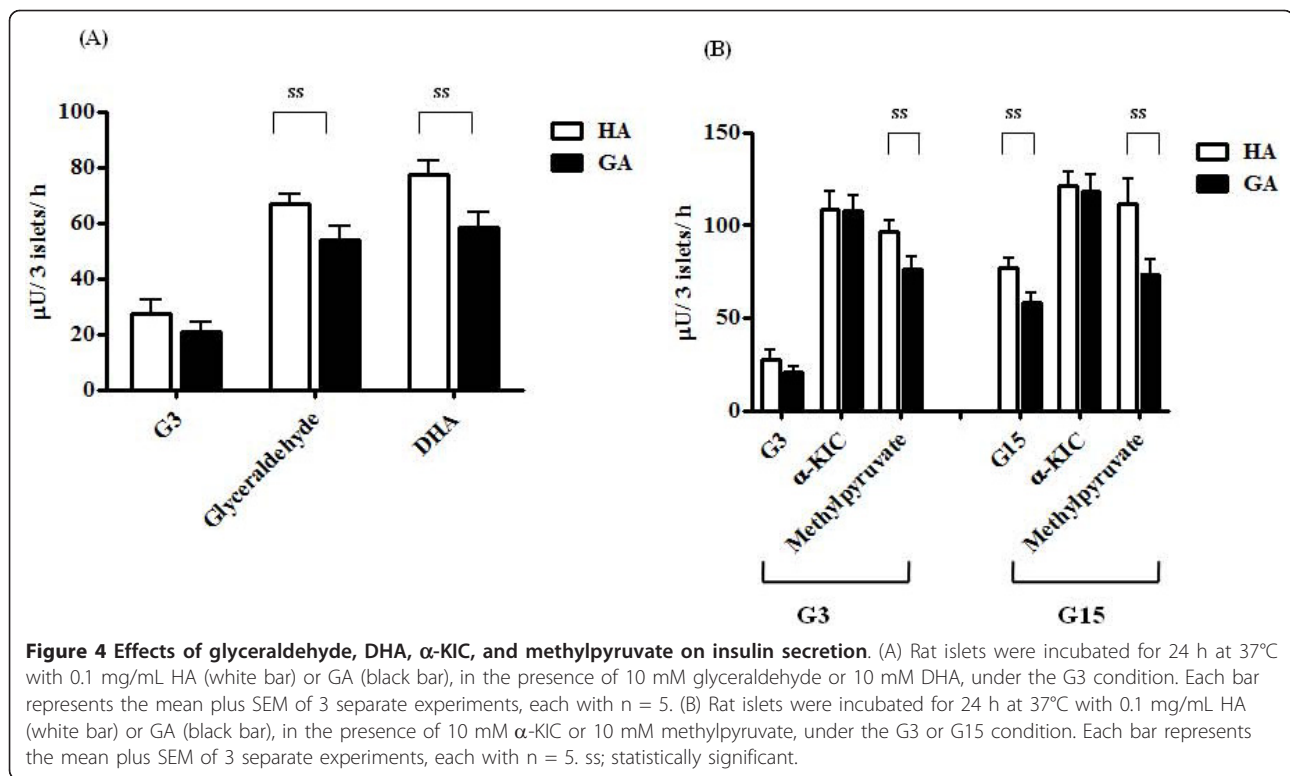 (A)
ss
ss
100
80
60
40
20
0
µU/ 3 islets/ h
HA
GA
G3
Glyceraldehyde
DHA
(B)
ss
ss
ss
150
100
50
0
µU/ 3 islets/ h
HA
GA
G3
α-KIC
Methylpyruvate
G15
α-KIC
Methylpyruvate
G3
G15
Figure 4 Effects of glyceraldehyde, DHA, α-KIC, and methylpyruvate on insulin secretion. (A) Rat islets were incubated for 24 h at 37°C
with 0.1 mg/mL HA (white bar) or GA (black bar), in the presence of 10 mM glyceraldehyde or 10 mM DHA, under the G3 condition. Each bar
represents the mean plus SEM of 3 separate experiments, each with n = 5. (B) Rat islets were incubated for 24 h at 37°C with 0.1 mg/mL HA
(white bar) or GA (black bar), in the presence of 10 mM α-KIC or 10 mM methylpyruvate, under the G3 or G15 condition. Each bar represents
the mean plus SEM of 3 separate experiments, each with n = 5. ss; statistically significant.